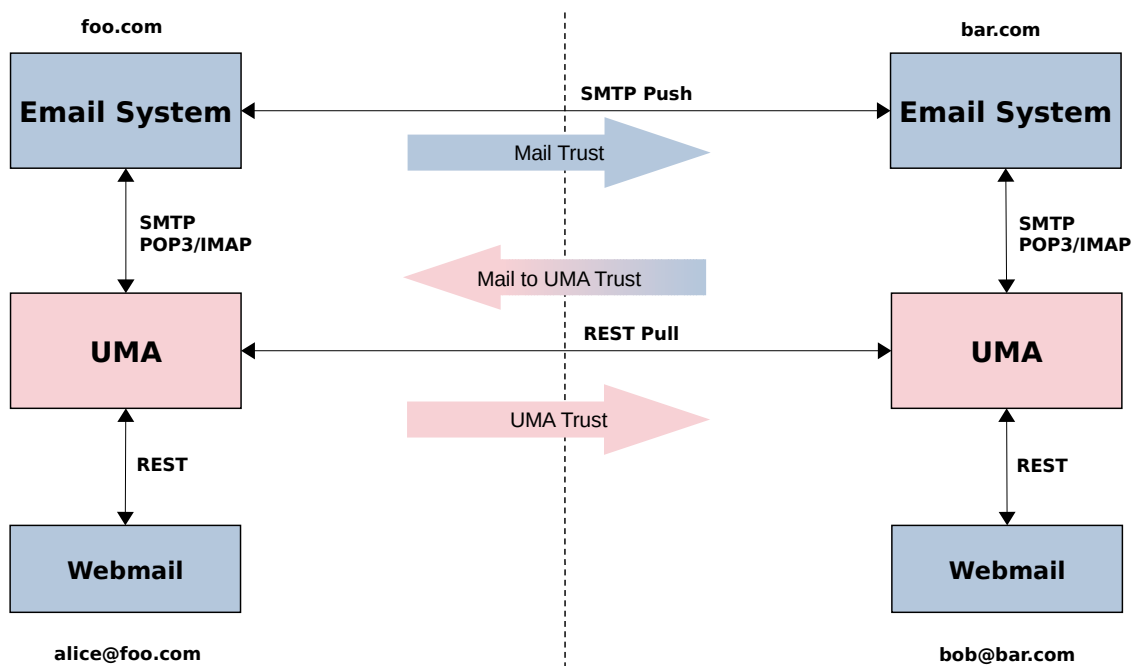 foo.com
bar.com
Email System
SMTP Push
Email System
Mail Trust
SMTP
POP3/IMAP
SMTP
POP3/IMAP
Mail to UMA Trust
UMA
REST Pull
UMA
UMA Trust
REST
REST
Webmail
Webmail
alice@foo.com
bob@bar.com